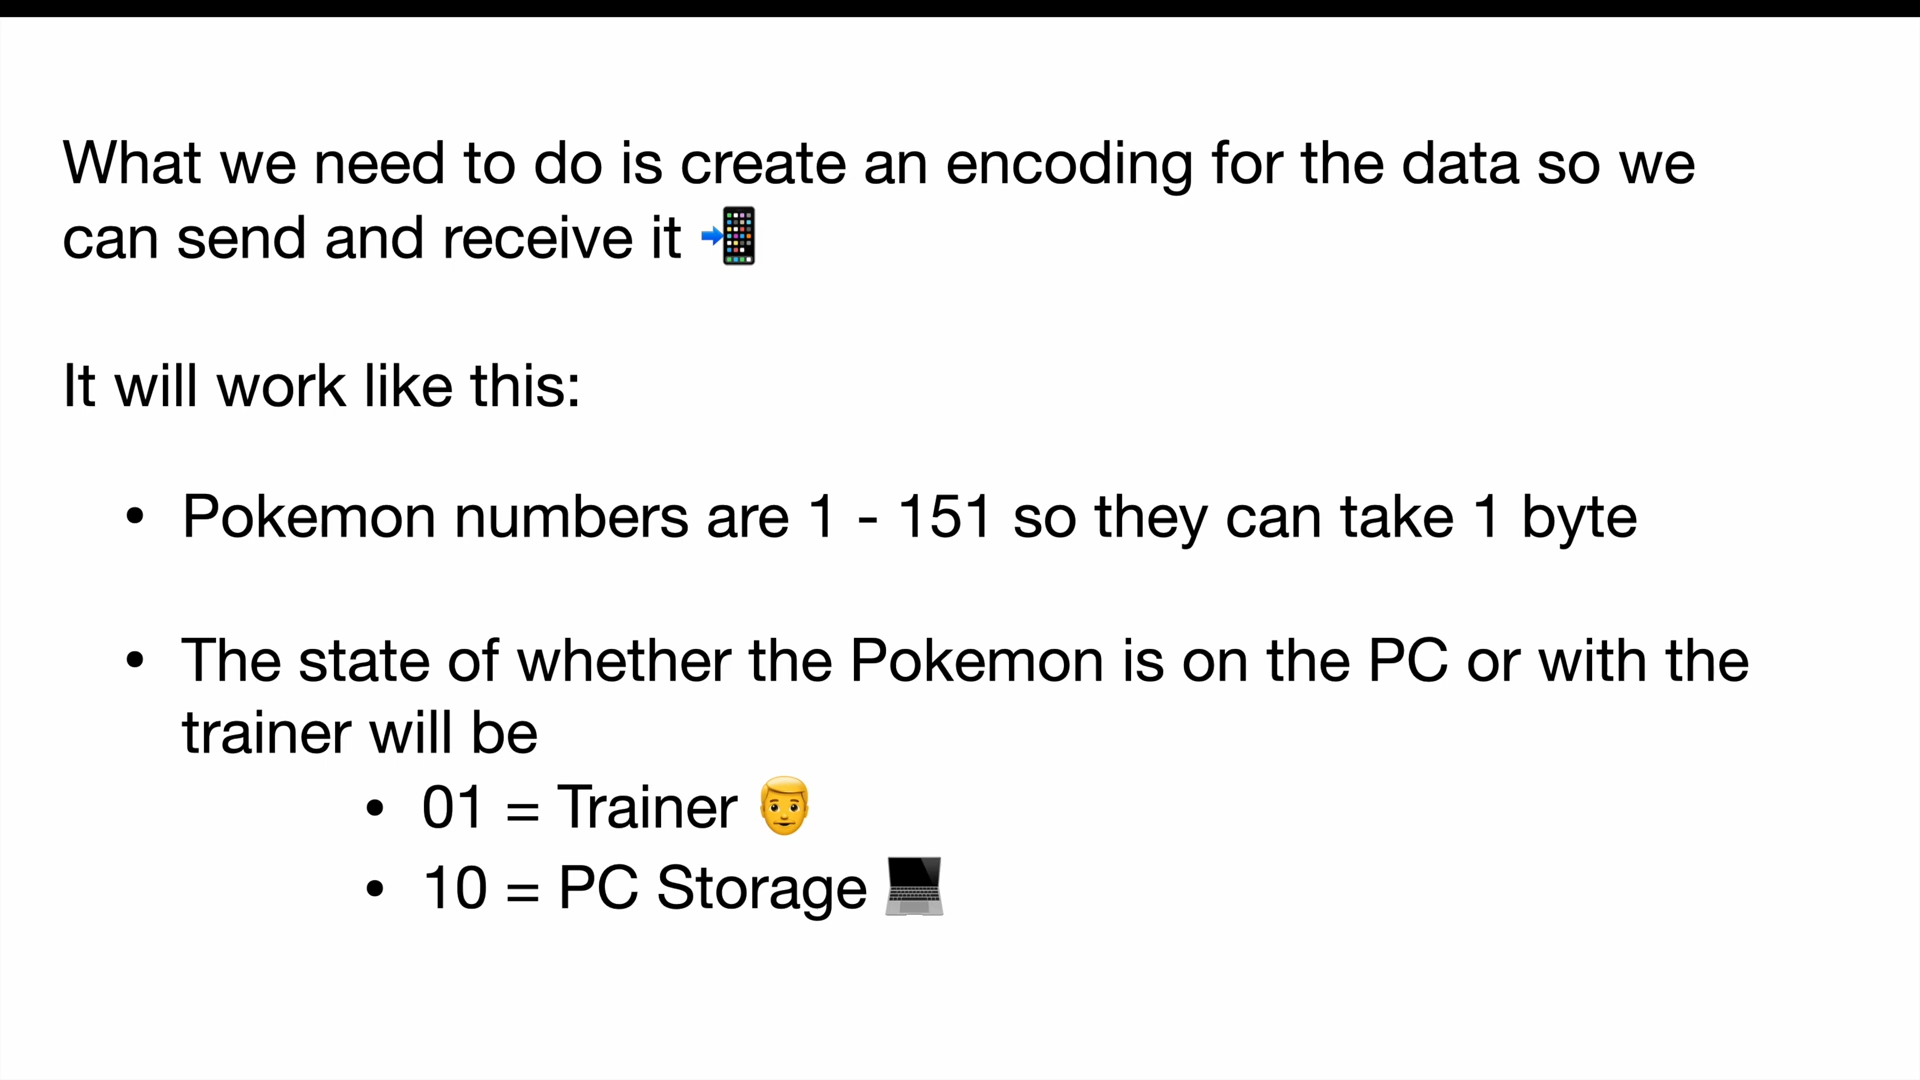 What we need to do is create an encoding for the data so we
can send and receive it 📲
It will work like this:
• Pokemon numbers are 1 - 151 so they can take 1 byte
• The state of whether the Pokemon is on the PC or with the
trainer will be
• 01 = Trainer 👨
• 10 = PC Storage 💻